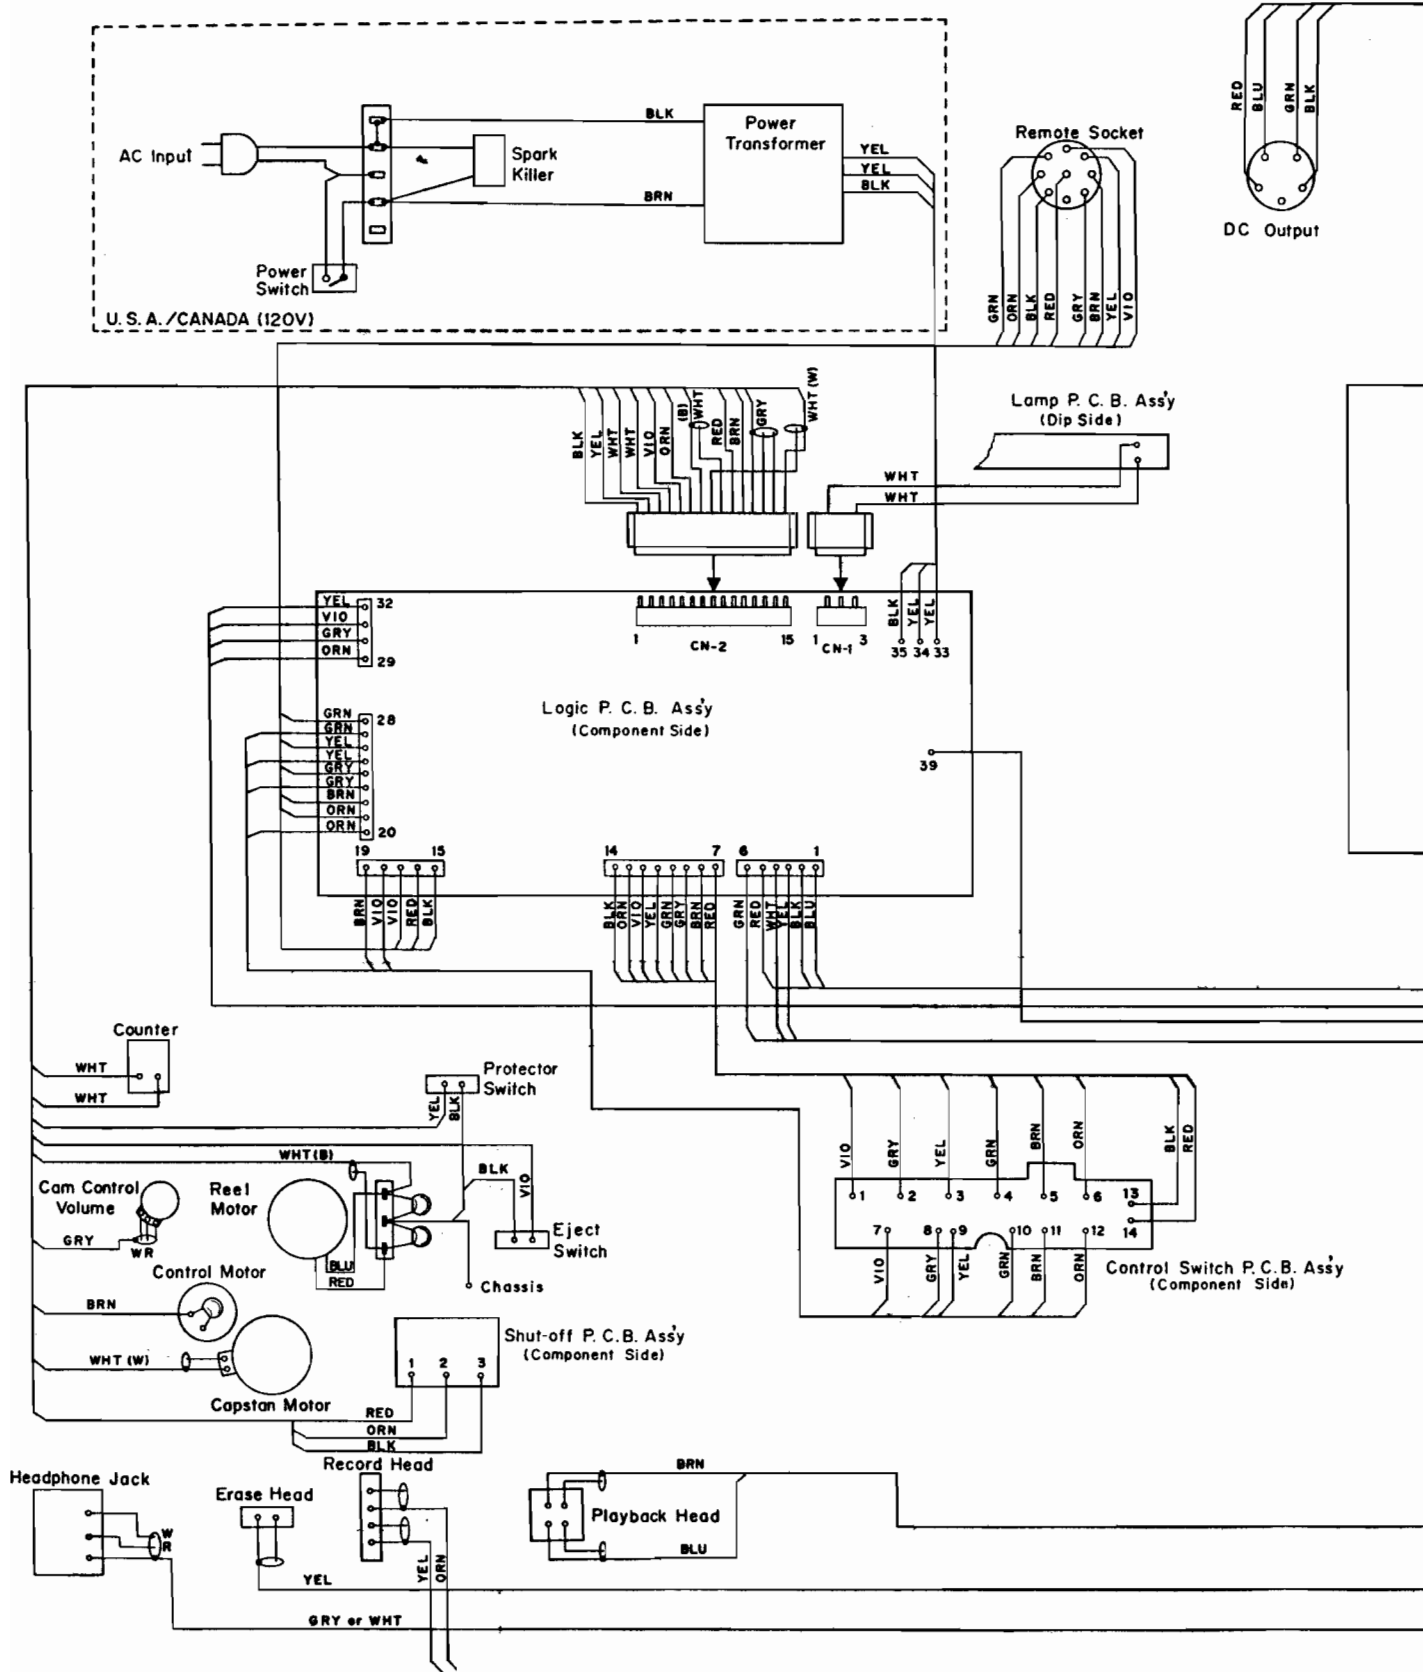 RED
BLU
GRN
BLK
DC Output
AC Input
Spark
Killer
BLK
BRN
Power
Transformer
YEL
YEL
BLK
Power
Switch
U.S.A./CANADA (120V)
Remote Socket
GRN
ORN
BLK
RED
GRY
BRN
YEL
VIO
BLK
YEL
WHT
WHT
VIO
ORN
(B)
WHT
RED
BRN
GRY
WHT (W)
Lamp P. C. B. Ass'y
(Dip Side)
WHT
WHT
YEL 32
VIO
GRY
ORN
29
1 15
CN-2
1 3
CN-1
BLK
YEL
YEL
35 34 33
Logic P. C. B. Ass'y
(Component Side)
39
GRN 28
GRN
YEL
YEL
GRY
GRY
BRN
ORN
ORN 20
19 15
BRN
VIO
VIO
RED
BLK
14 7
BLK
ORN
VIO
YEL
GRN
GRY
BRN
RED
6 1
GRN
RED
WHT
YEL
BLK
BLU
Counter
WHT
WHT
Protector
Switch
YEL
BLK
WHT(B)
BLK
VIO
Cam Control
Volume
GRY
WR
Reel
Motor
BLU
RED
Eject
Switch
Chassis
Control Motor
BRN
WHT (W)
Capstan Motor
Shut-off P. C. B. Ass'y
(Component Side)
1 2 3
RED
ORN
BLK
VIO
GRY
YEL
GRN
BRN
ORN
BLK
RED
1 2 3 4 5 6 13
7 8 9 10 11 12 14
VIO
GRY
YEL
GRN
BRN
ORN
Control Switch P. C. B. Ass'y
(Component Side)
Headphone Jack
W
R
Erase Head
YEL
GRY or WHT
Record Head
YEL
ORN
Playback Head
BRN
BLU